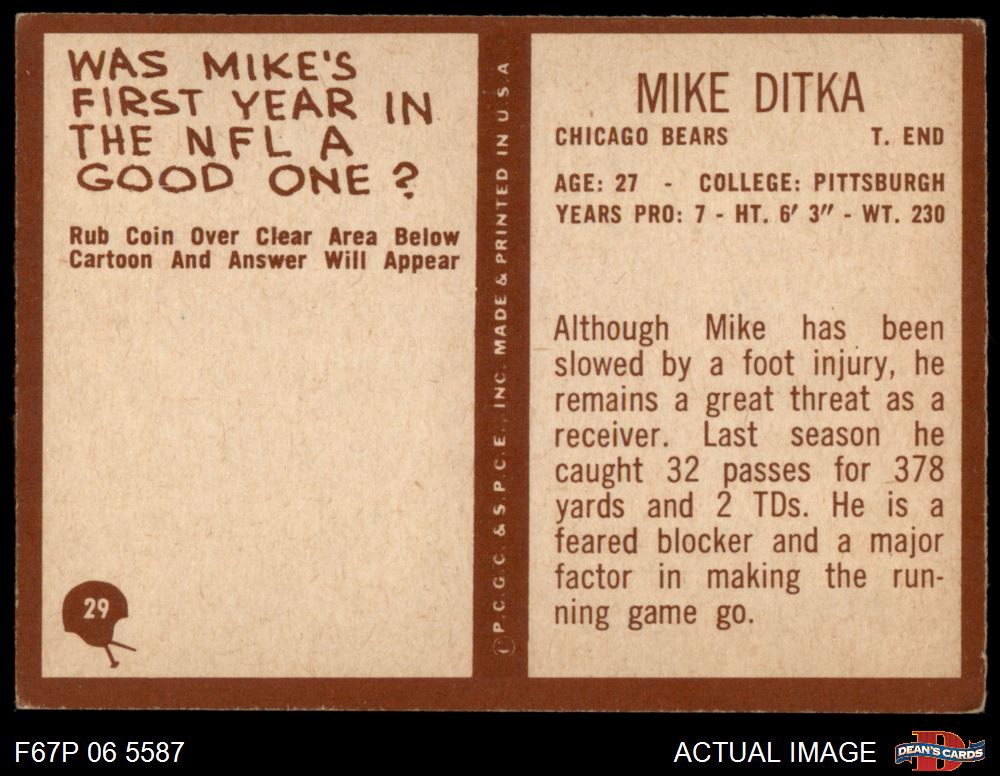 WAS MIKE'S
FIRST YEAR IN
THE NFL A
GOOD ONE?
Rub Coin Over Clear Area Below
Cartoon And Answer Will Appear
29
© P.C.G.C. & S.P.C.E., INC. MADE & PRINTED IN U.S.A
MIKE DITKA
CHICAGO BEARS T. END
AGE: 27 - COLLEGE: PITTSBURGH
YEARS PRO: 7 - HT. 6' 3" - WT. 230
Although Mike has been
slowed by a foot injury, he
remains a great threat as a
receiver. Last season he
caught 32 passes for 378
yards and 2 TDs. He is a
feared blocker and a major
factor in making the run-
ning game go.
F67P 06 5587
ACTUAL IMAGE
D
DEAN'S CARDS